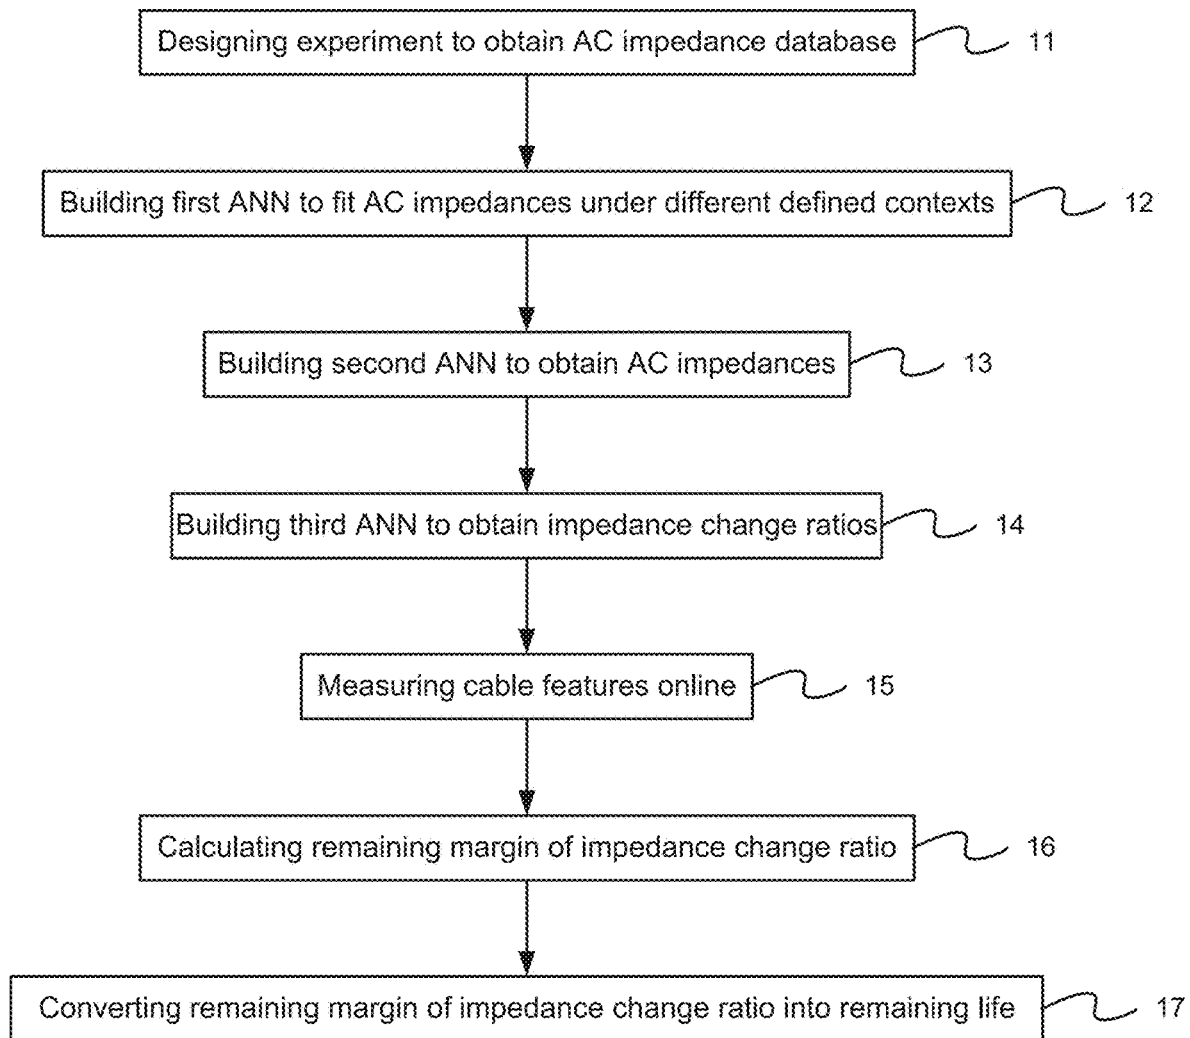 Designing experiment to obtain AC impedance database
11
Building first ANN to fit AC impedances under different defined contexts
12
Building second ANN to obtain AC impedances
13
Building third ANN to obtain impedance change ratios
14
Measuring cable features online
15
Calculating remaining margin of impedance change ratio
16
Converting remaining margin of impedance change ratio into remaining life
17